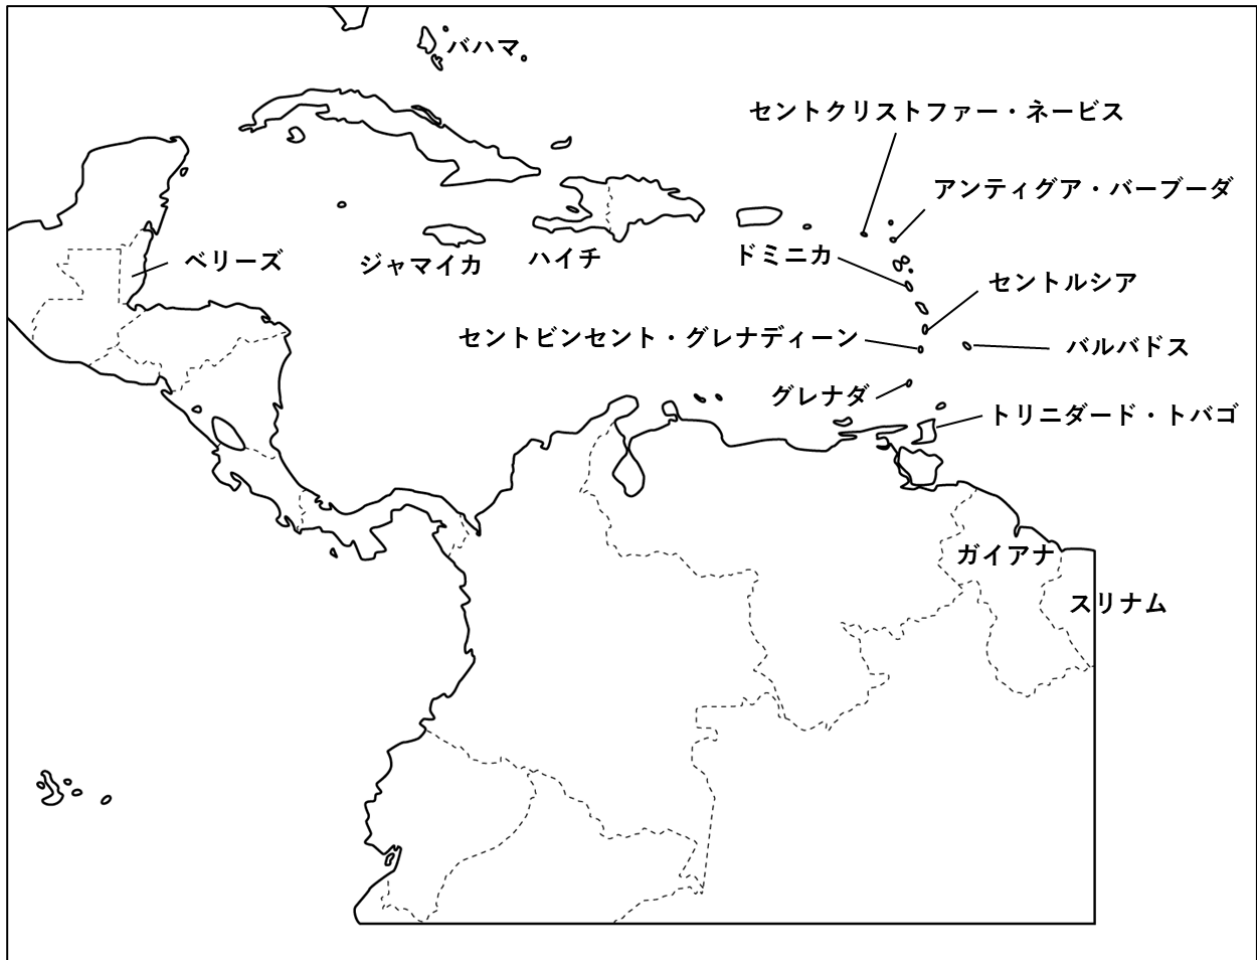 バハマ
セントクリストファー・ネービス
アンティグア・バーブーダ
ベリーズ
ジャマイカ
ハイチ
ドミニカ
セントルシア
セントビンセント・グレナディーン
バルバドス
グレナダ
トリニダード・トバゴ
ガイアナ
スリナム